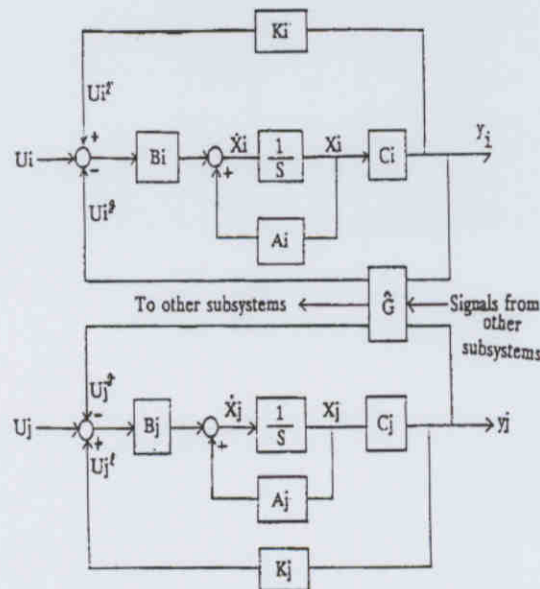 Ki
Ui^r
+
Ui
-
Bi
+
Ẋi
1/S
Xi
Ci
y_i
Ui^g
Ai
To other subsystems
Ĝ
Signals from
other
subsystems
Uj^g
-
Uj
+
Bj
+
Ẋj
1/S
Xj
Cj
yj
Uj^ℓ
Aj
Kj